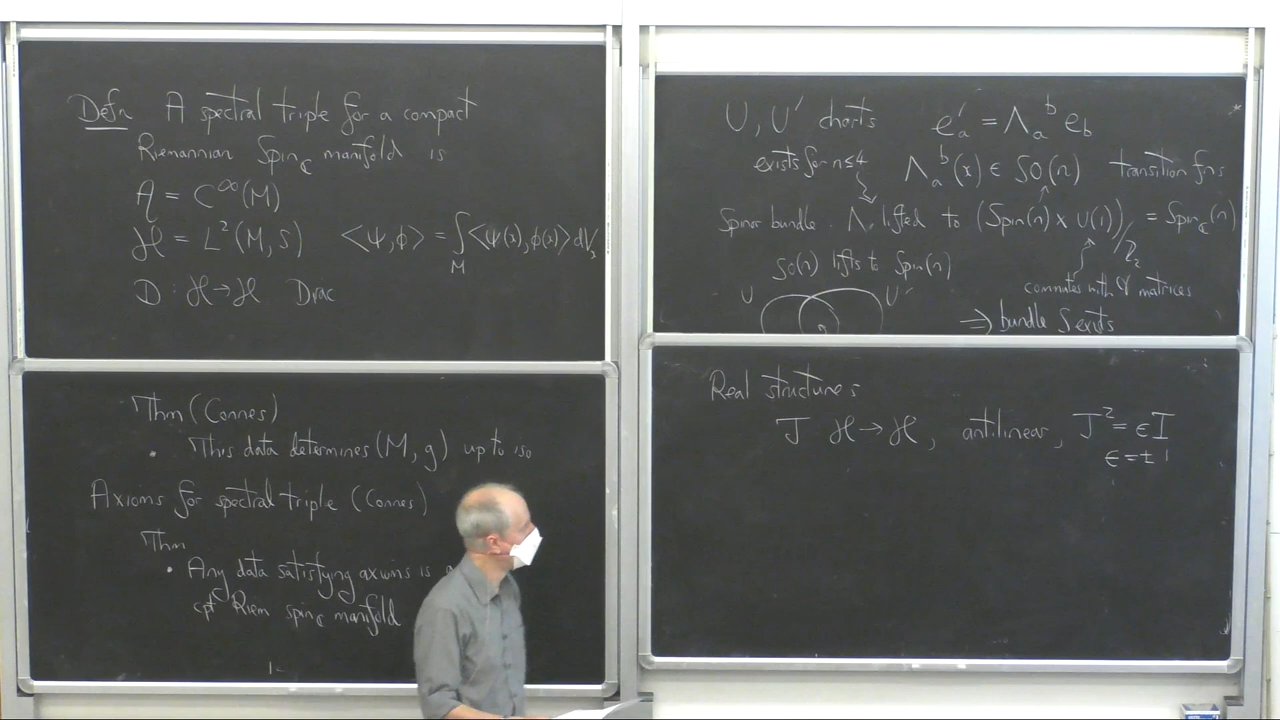 Defn A spectral triple for a compact
Riemannian Spin_c manifold is
A = C^∞(M)
H = L²(M,S) <ψ,φ> = ∫_M <ψ(x),φ(x)> dV_x
D : H → H Dirac
Thm (Connes)
• This data determines (M, g) up to iso
Axioms for spectral triple (Connes)
Thm
• Any data satisfying axioms is a
cpt Riem spin_c manifold
U, U' charts e'_a = Λ_a^b e_b
exists for n≤4 Λ_a^b(x) ∈ SO(n) transition fns
Spinor bundle. Λ lifted to (Spin(n) × U(1))/Z_2 = Spin_c(n)
SO(n) lifts to Spin(n)
commutes with γ matrices
U U'
⇒ bundle S exists
Real structures
J H → H, antilinear, J² = εI
ε = ±1